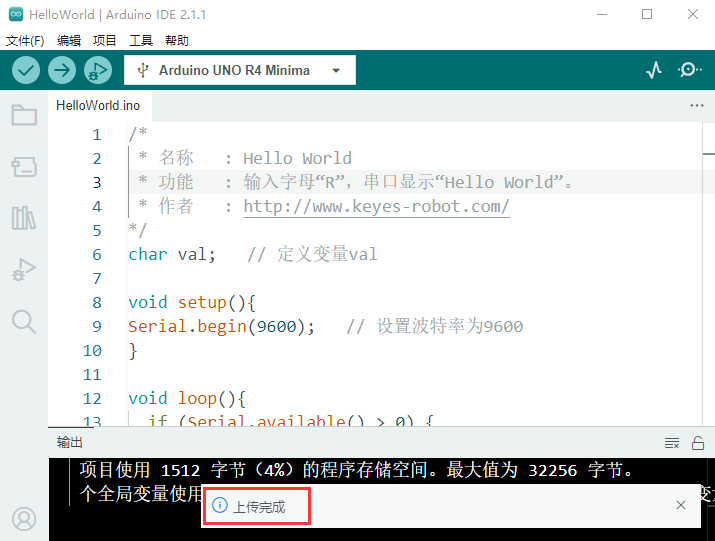 HelloWorld | Arduino IDE 2.1.1
文件(F) 编辑 项目 工具 帮助
Arduino UNO R4 Minima
HelloWorld.ino
1 /*
2 * 名称 : Hello World
3 * 功能 : 输入字母“R”，串口显示“Hello World”。
4 * 作者 : http://www.keyes-robot.com/
5 */
6 char val; // 定义变量val
7
8 void setup(){
9 Serial.begin(9600); // 设置波特率为9600
10 }
11
12 void loop(){
13 if (Serial.available() > 0) {
输出
项目使用 1512 字节（4%）的程序存储空间。最大值为 32256 字节。
个全局变量使用
上传完成